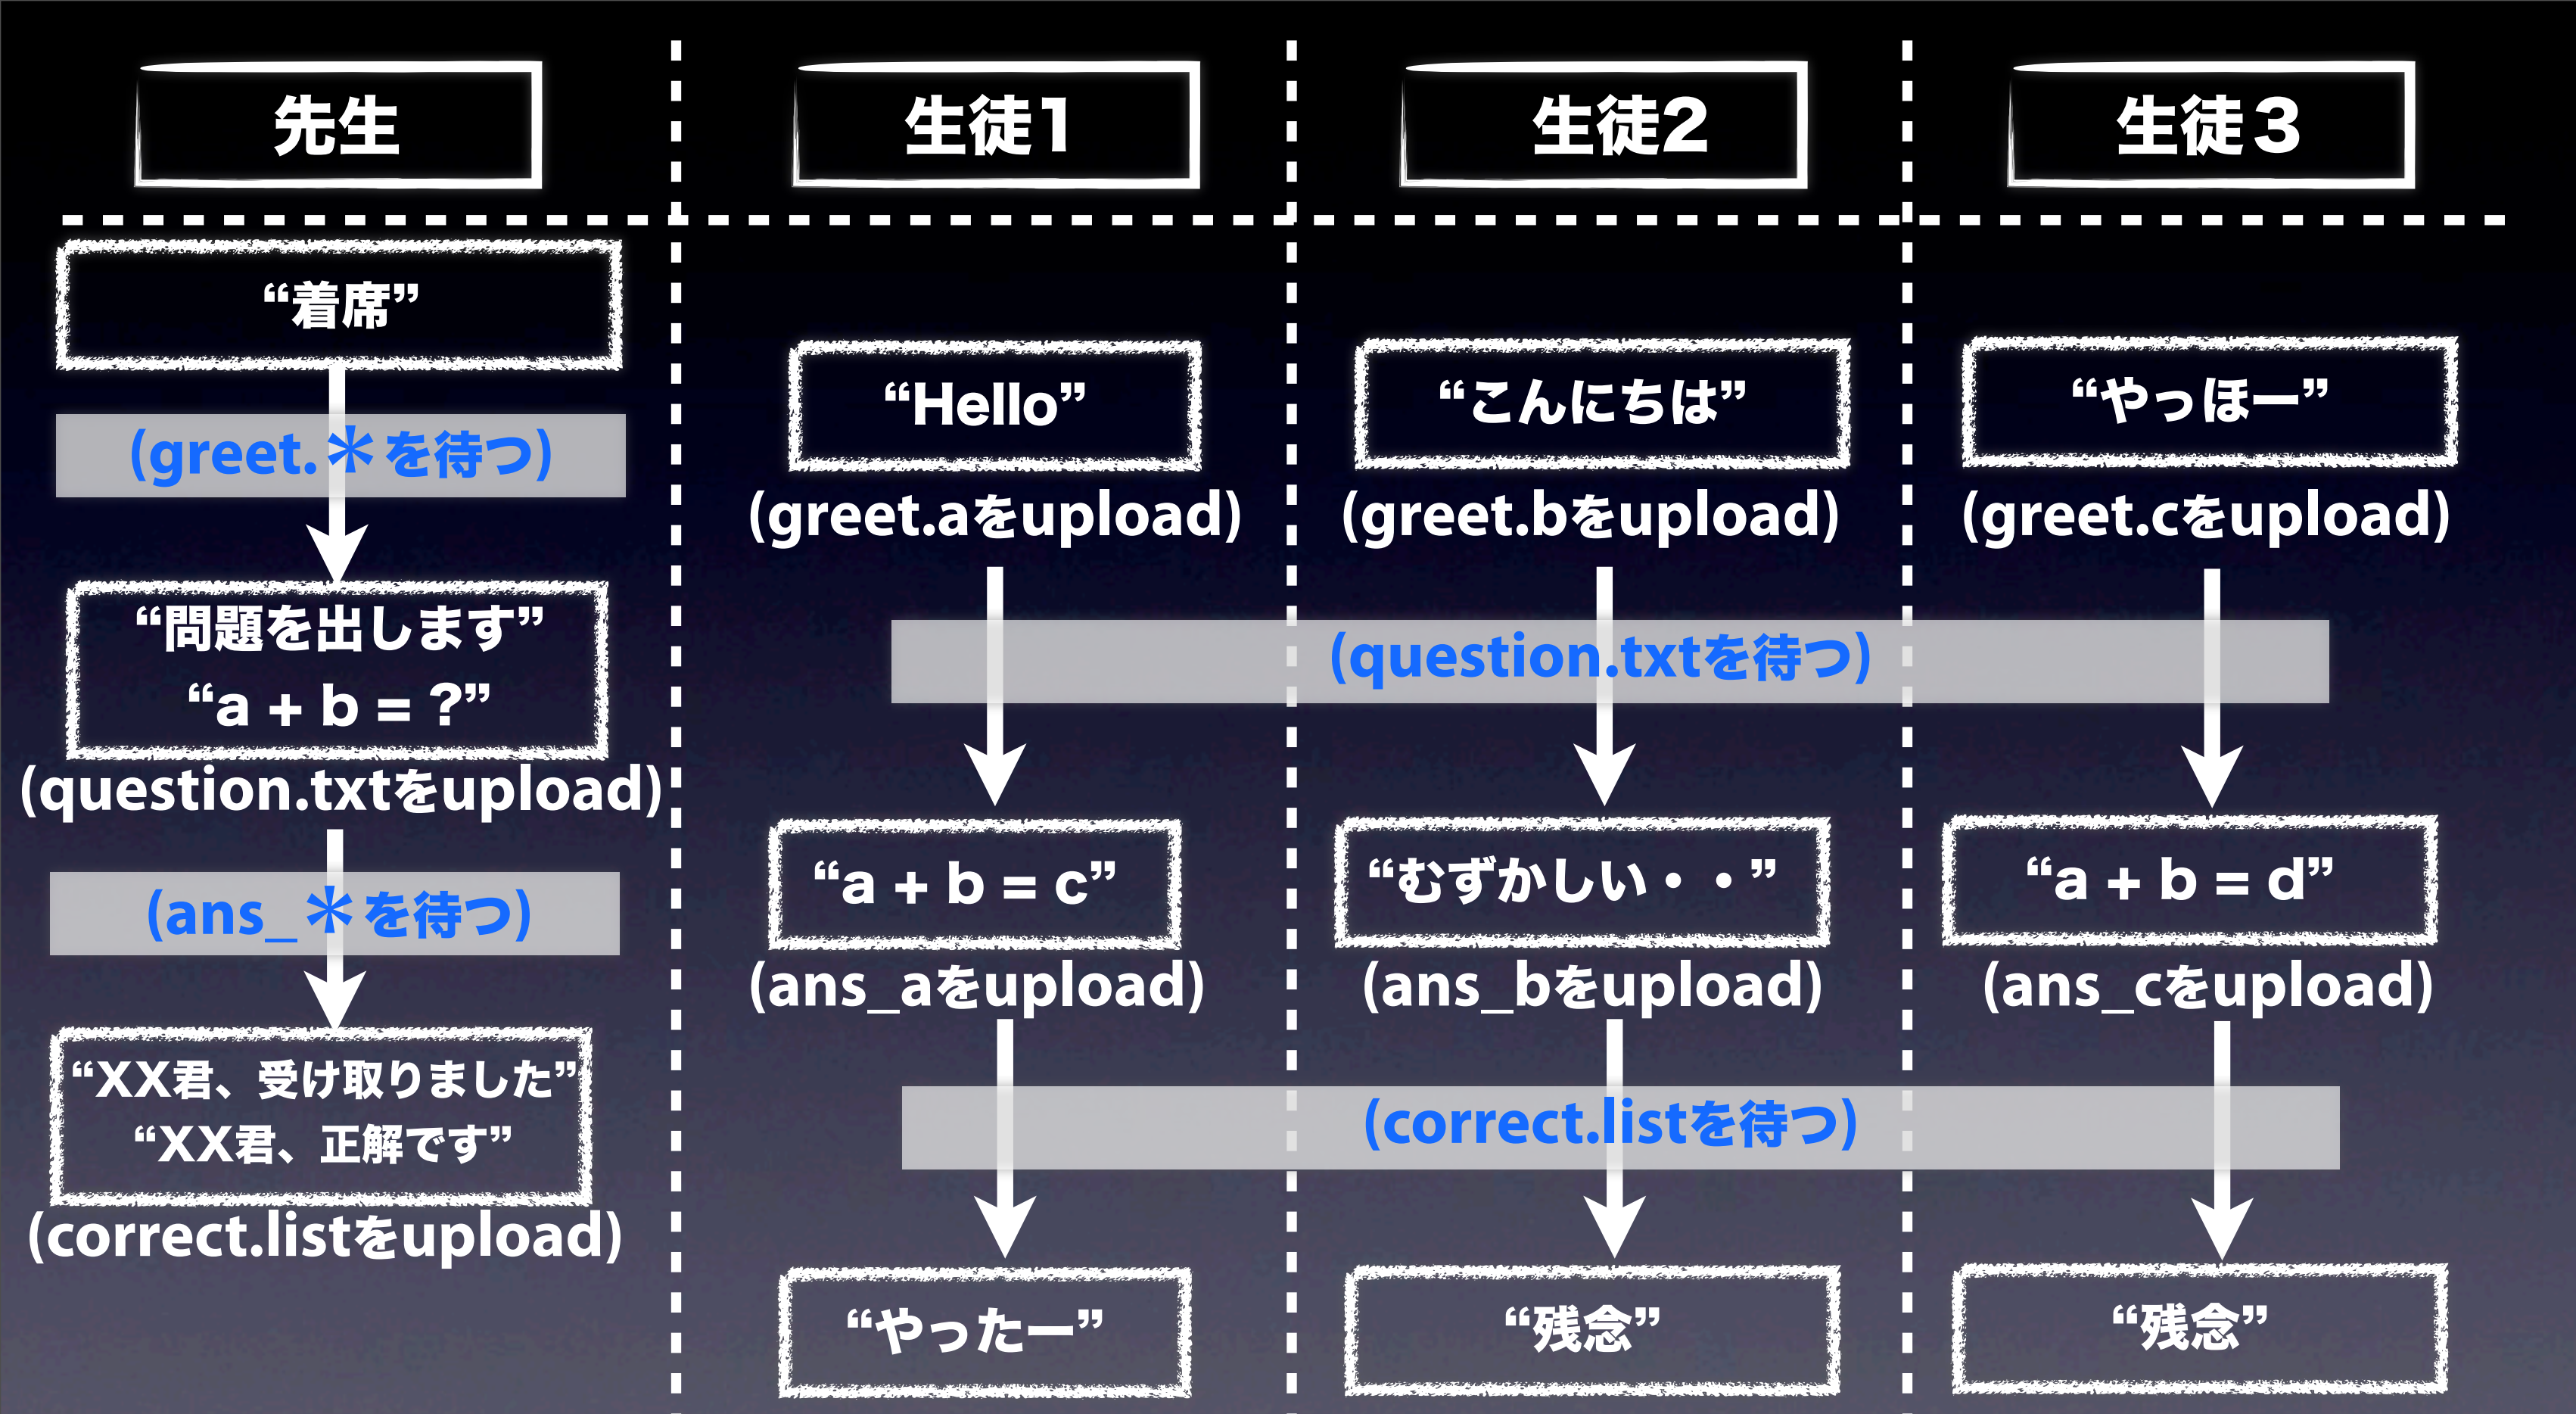 先生
生徒1
生徒2
生徒３
“着席”
(greet.＊を待つ)
“問題を出します”
“a + b = ?”
(question.txtをupload)
(ans_＊を待つ)
“XX君、受け取りました”
“XX君、正解です”
(correct.listをupload)
“Hello”
(greet.aをupload)
“こんにちは”
(greet.bをupload)
“やっほー”
(greet.cをupload)
(question.txtを待つ)
“a + b = c”
(ans_aをupload)
“むずかしい・・”
(ans_bをupload)
“a + b = d”
(ans_cをupload)
(correct.listを待つ)
“やったー”
“残念”
“残念”